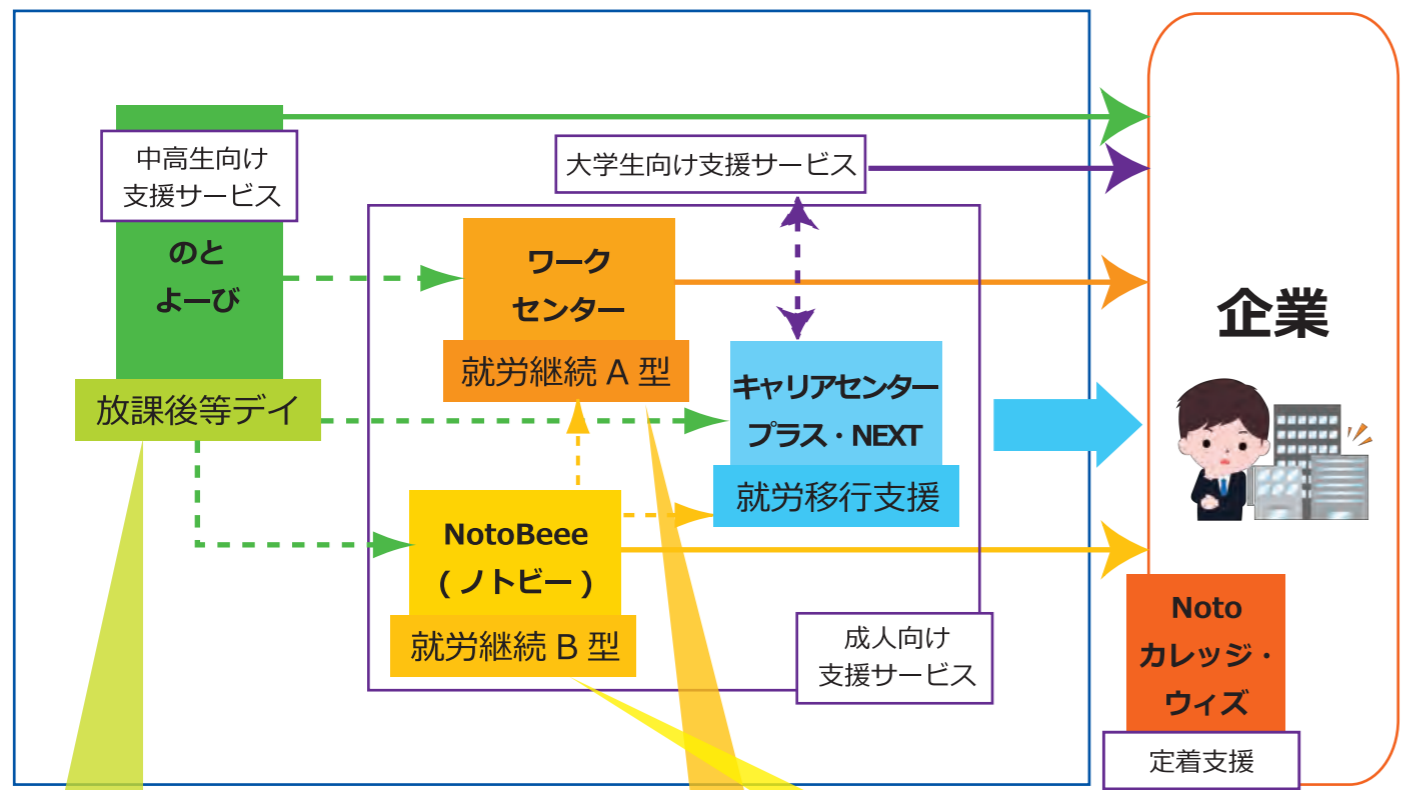 中高生向け
支援サービス
のと
よーび
放課後等デイ
大学生向け支援サービス
ワーク
センター
就労継続 A 型
キャリアセンター
プラス・NEXT
就労移行支援
NotoBeee
( ノトビー )
就労継続 B 型
成人向け
支援サービス
企業
Noto
カレッジ・
ウィズ
定着支援